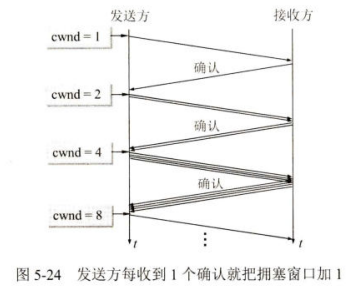 发送方 接收方
cwnd = 1
确认
cwnd = 2
确认
cwnd = 4
确认
cwnd = 8
t ⋮ t
图 5-24 发送方每收到 1 个确认就把拥塞窗口加 1